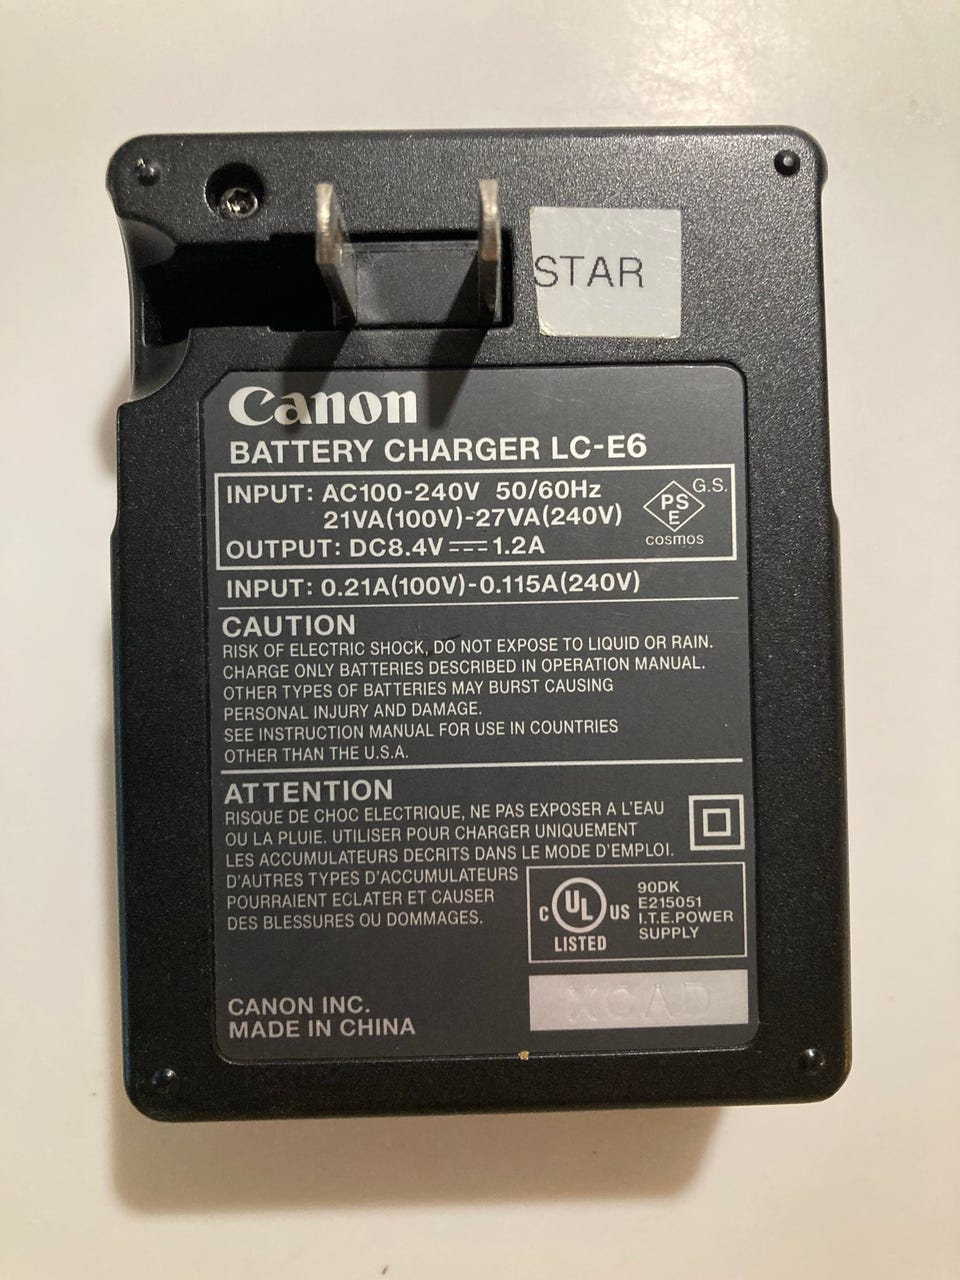 STAR
Canon
BATTERY CHARGER LC-E6
INPUT: AC100-240V 50/60Hz
21VA(100V)-27VA(240V)
OUTPUT: DC8.4V ⎓ 1.2A
PS
E
G.S.
cosmos
INPUT: 0.21A(100V)-0.115A(240V)
CAUTION
RISK OF ELECTRIC SHOCK, DO NOT EXPOSE TO LIQUID OR RAIN.
CHARGE ONLY BATTERIES DESCRIBED IN OPERATION MANUAL.
OTHER TYPES OF BATTERIES MAY BURST CAUSING
PERSONAL INJURY AND DAMAGE.
SEE INSTRUCTION MANUAL FOR USE IN COUNTRIES
OTHER THAN THE U.S.A.
ATTENTION
RISQUE DE CHOC ELECTRIQUE, NE PAS EXPOSER A L'EAU
OU LA PLUIE. UTILISER POUR CHARGER UNIQUEMENT
LES ACCUMULATEURS DECRITS DANS LE MODE D'EMPLOI.
D'AUTRES TYPES D'ACCUMULATEURS
POURRAIENT ECLATER ET CAUSER
DES BLESSURES OU DOMMAGES.
C UL US
LISTED
90DK
E215051
I.T.E.POWER
SUPPLY
CANON INC.
MADE IN CHINA
XCAD